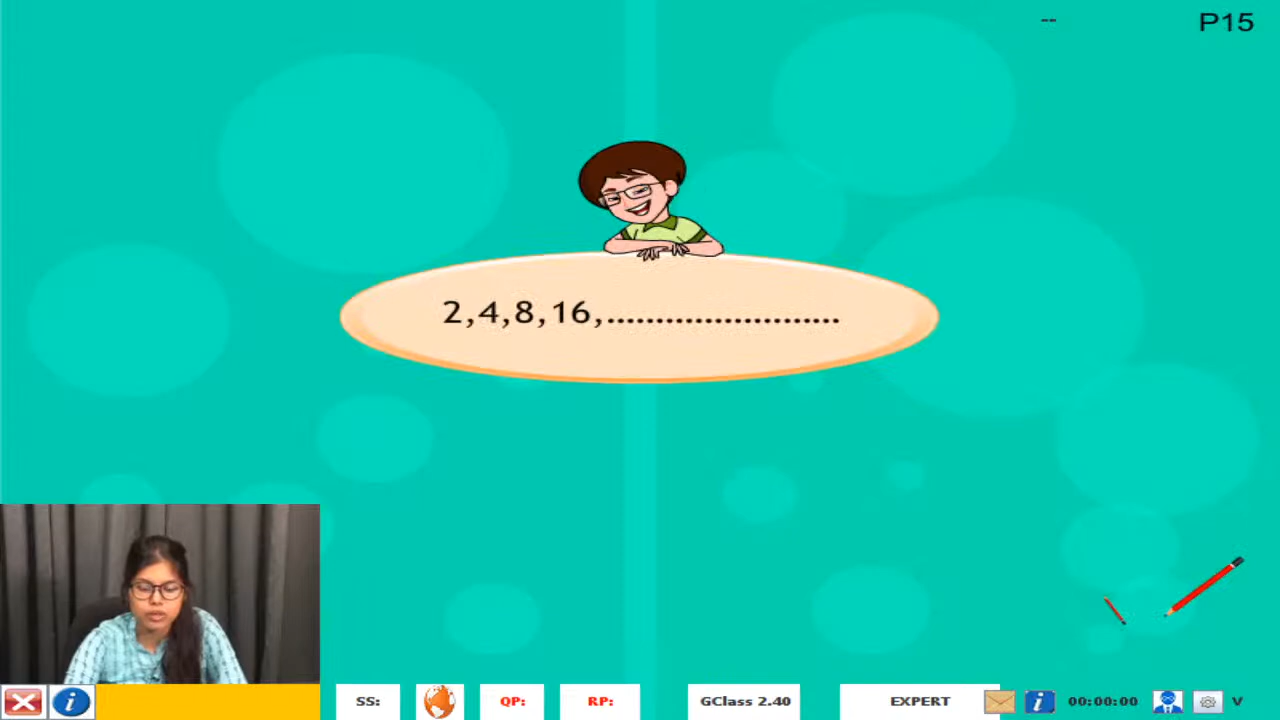 --
P15
2,4,8,16,........................
SS:
QP:
RP:
GClass 2.40
EXPERT
00:00:00
V